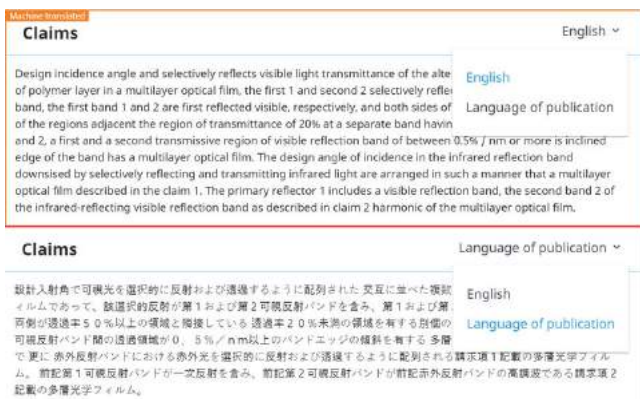 Machine translated
Claims
English
Design incidence angle and selectively reflects visible light transmittance of the alte
English
of polymer layer in a multilayer optical film, the first 1 and second 2 selectively refle
band, the first band 1 and 2 are first reflected visible, respectively, and both sides of
Language of publication
of the regions adjacent the region of transmittance of 20% at a separate band havin
and 2, a first and a second transmissive region of visible reflection band of between 0.5% / nm or more is inclined
edge of the band has a multilayer optical film. The design angle of incidence in the infrared reflection band
downsised by selectively reflecting and transmitting infrared light are arranged in such a manner that a multilayer
optical film described in the claim 1. The primary reflector 1 includes a visible reflection band, the second band 2 of
the infrared-reflecting visible reflection band as described in claim 2 harmonic of the multilayer optical film.
Claims
Language of publication
設計入射角で可視光を選択的に反射および透過するように配列された 交互に並べた複数
English
ィルムであって、該選択的反射が第1および第2可視反射バンドを含み、第1および第
両側が透過率50%以上の領域と隣接している 透過率20%未満の領域を有する別個の
Language of publication
可視反射バンド間の透過領域が0．5%/nm以上のバンドエッジの傾斜を有する 多層
で 更に 赤外反射バンドにおける赤外光を選択的に反射および透過するように配列される 請求項1記載の多層光学フィル
ム。 前記第1可視反射バンドが一次反射を含み、前記第2可視反射バンドが前記赤外反射バンドの高調波である請求項2
記載の多層光学フィルム。